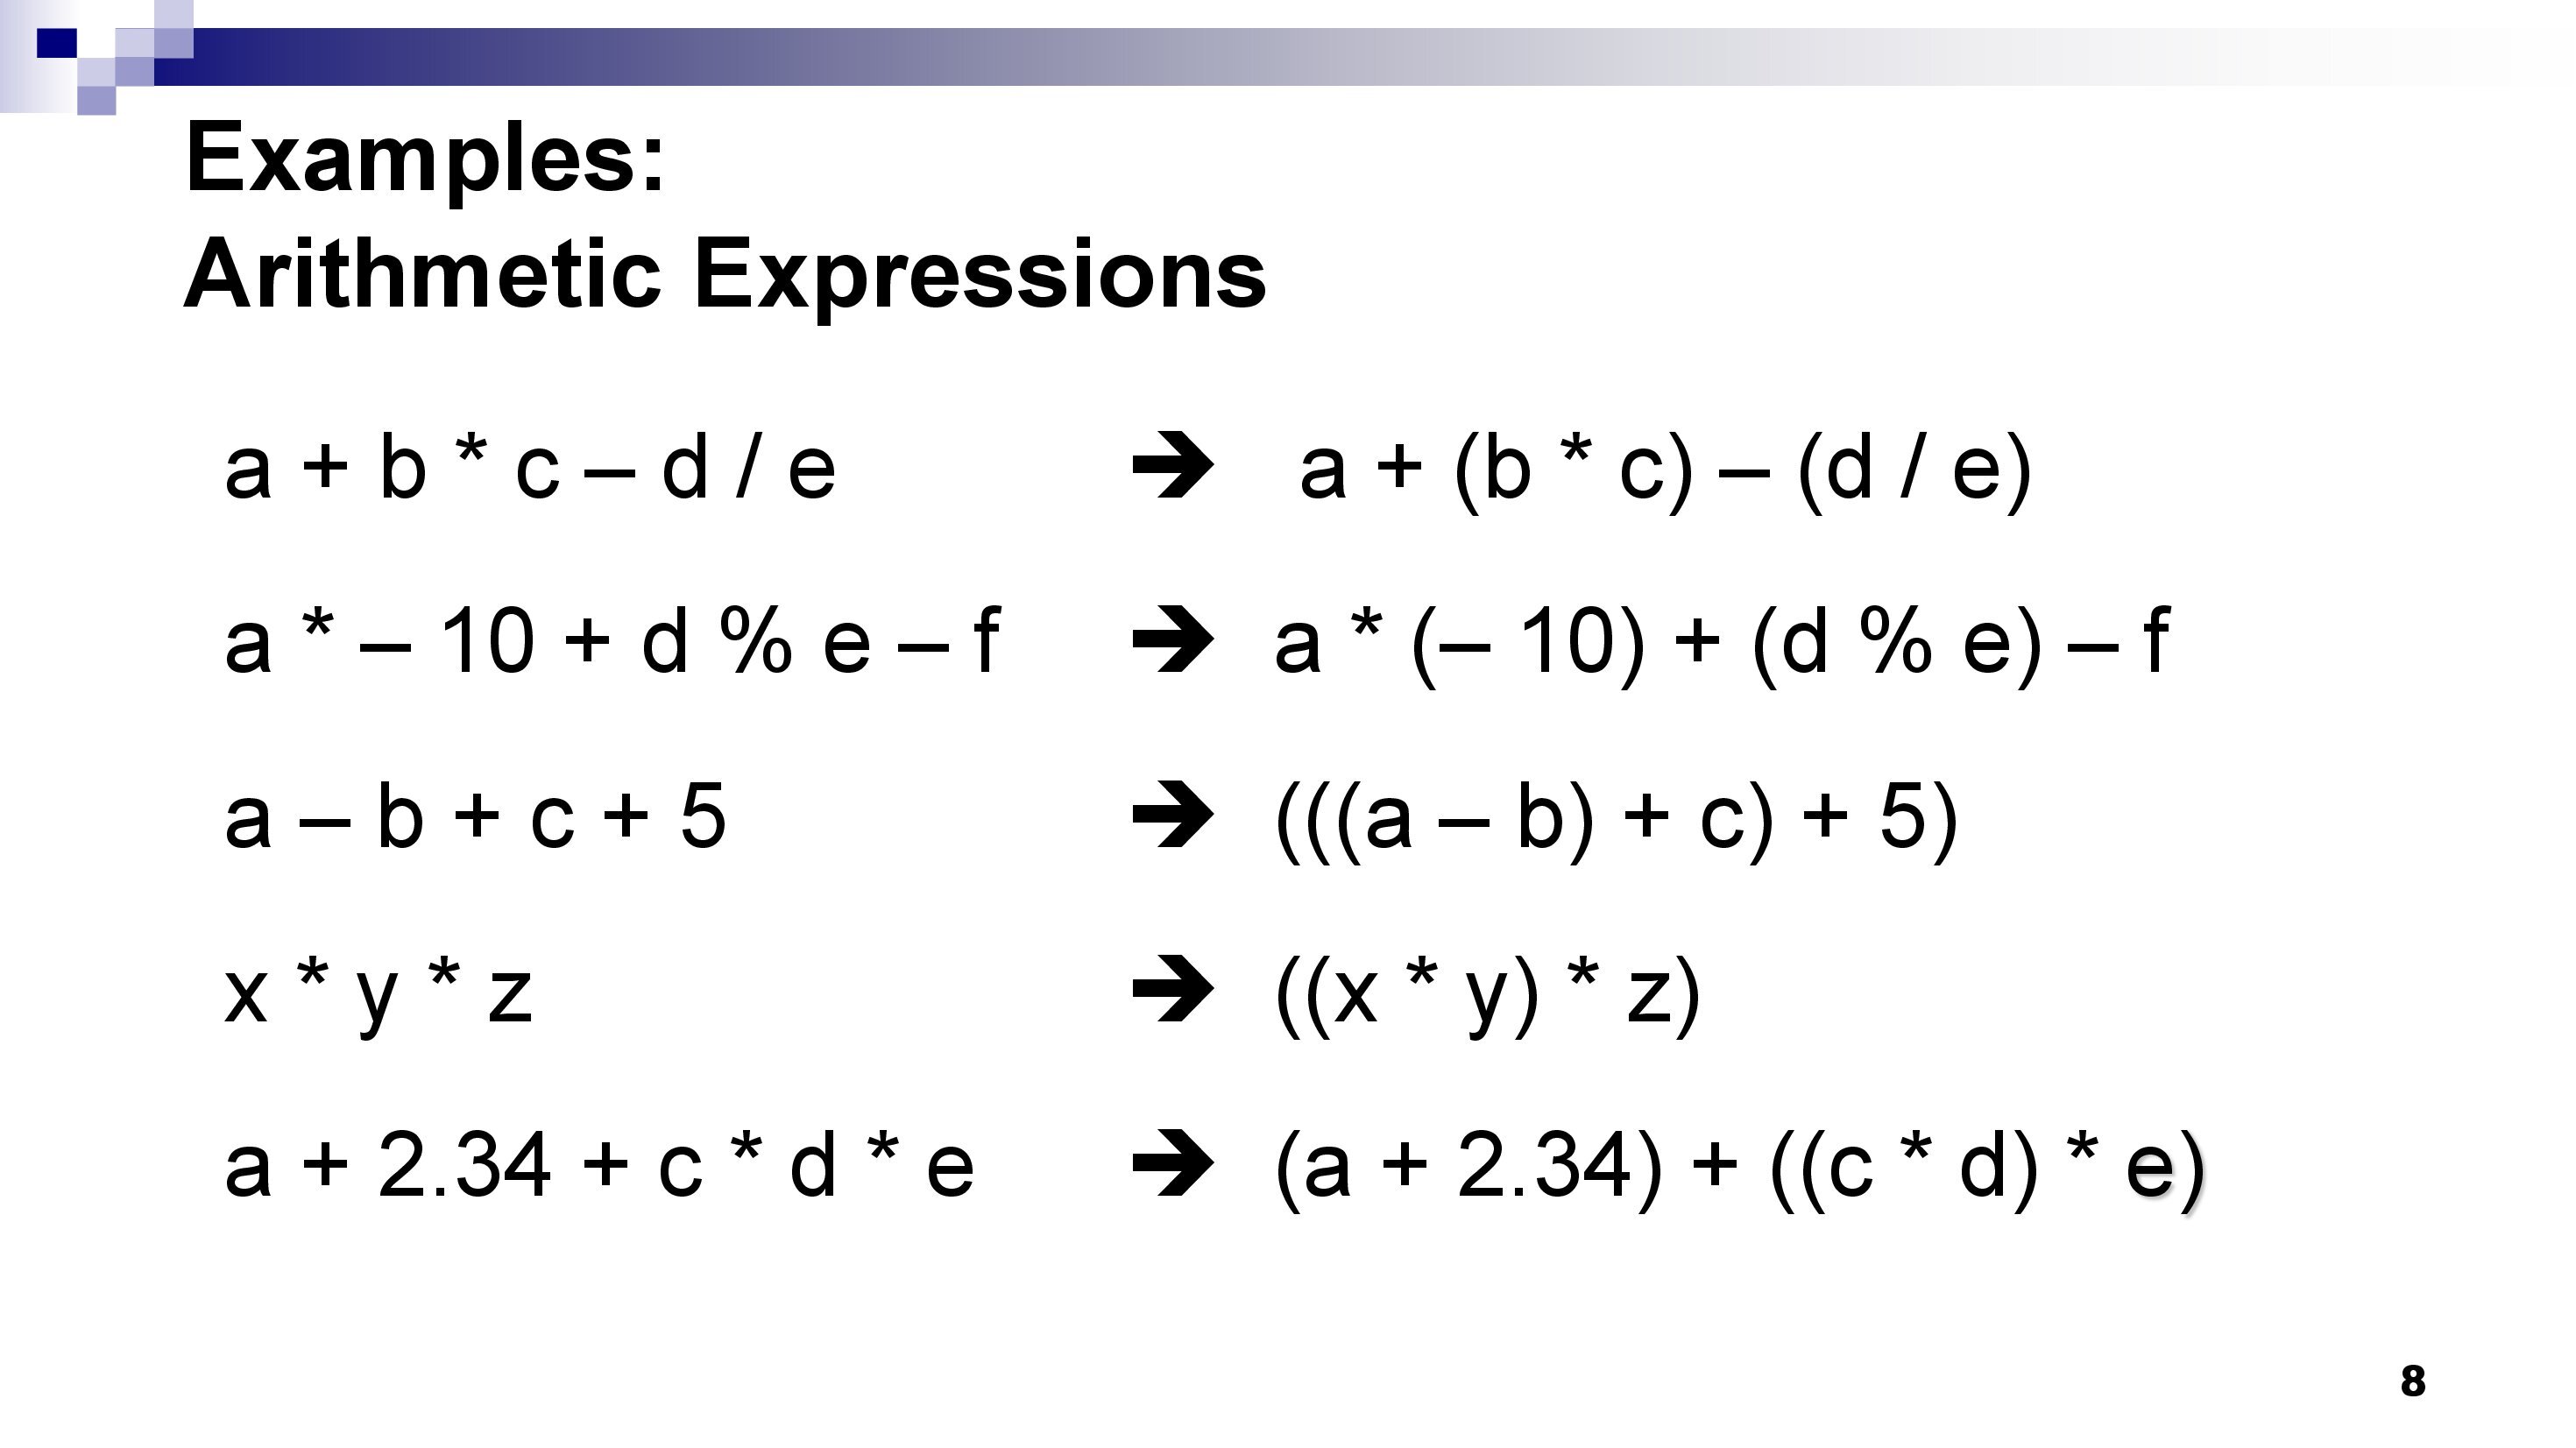 Examples:
Arithmetic Expressions
a + b * c – d / e ➔ a + (b * c) – (d / e)
a * – 10 + d % e – f ➔ a * (– 10) + (d % e) – f
a – b + c + 5 ➔ (((a – b) + c) + 5)
x * y * z ➔ ((x * y) * z)
a + 2.34 + c * d * e ➔ (a + 2.34) + ((c * d) * e)
8